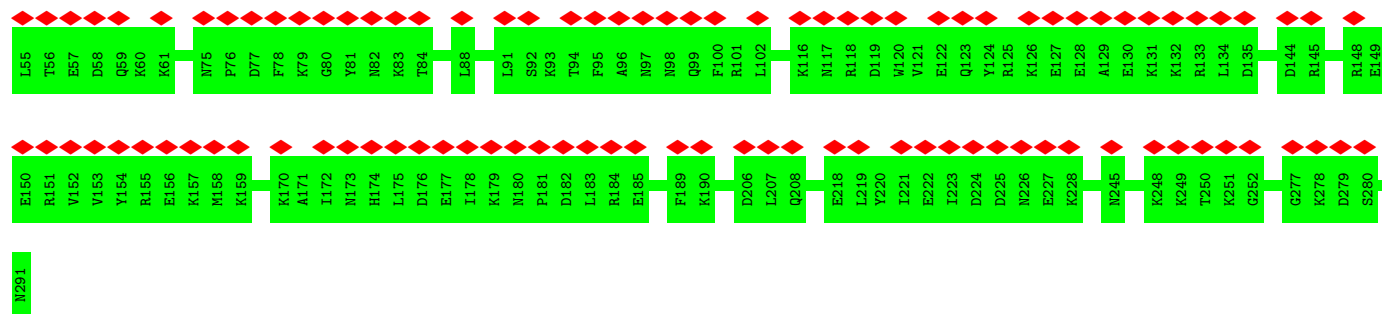 L55 T56 E57 D58 Q59 K60 K61 N75 P76 D77 F78 K79 G80 Y81 N82 K83 T84 L88 L91 S92 K93 T94 F95 A96 N97 N98 Q99 F100 R101 L102 K116 N117 R118 D119 W120 V121 E122 Q123 Y124 R125 K126 E127 E128 A129 E130 K131 K132 R133 L134 D135 D144 R145 R148 E149
E150 R151 V152 V153 Y154 R155 E156 K157 M158 K159 K170 A171 I172 N173 H174 L175 D176 E177 I178 K179 N180 P181 D182 L183 R184 E185 F189 K190 D206 L207 Q208 E218 L219 Y220 I221 E222 I223 D224 D225 N226 E227 K228 N245 K248 K249 T250 K251 G252 G277 K278 D279 S280
N291